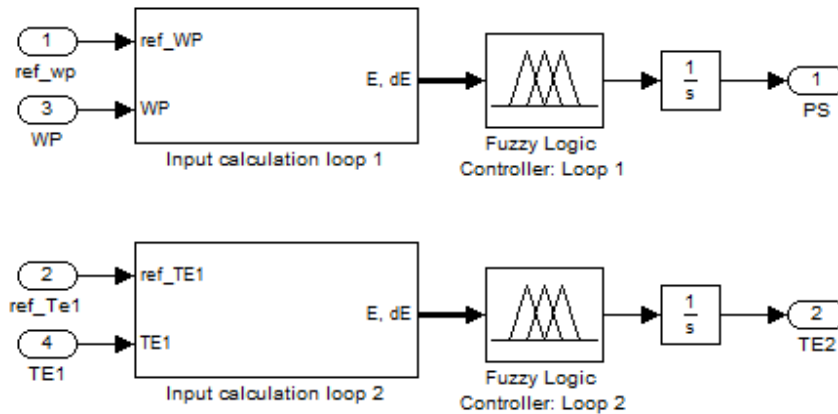 1
ref_WP
ref_wp
E, dE
1
s
1
PS
3
WP
WP
Input calculation loop 1
Fuzzy Logic
Controller: Loop 1
2
ref_TE1
ref_Te1
E, dE
1
s
2
TE2
4
TE1
TE1
Input calculation loop 2
Fuzzy Logic
Controller: Loop 2